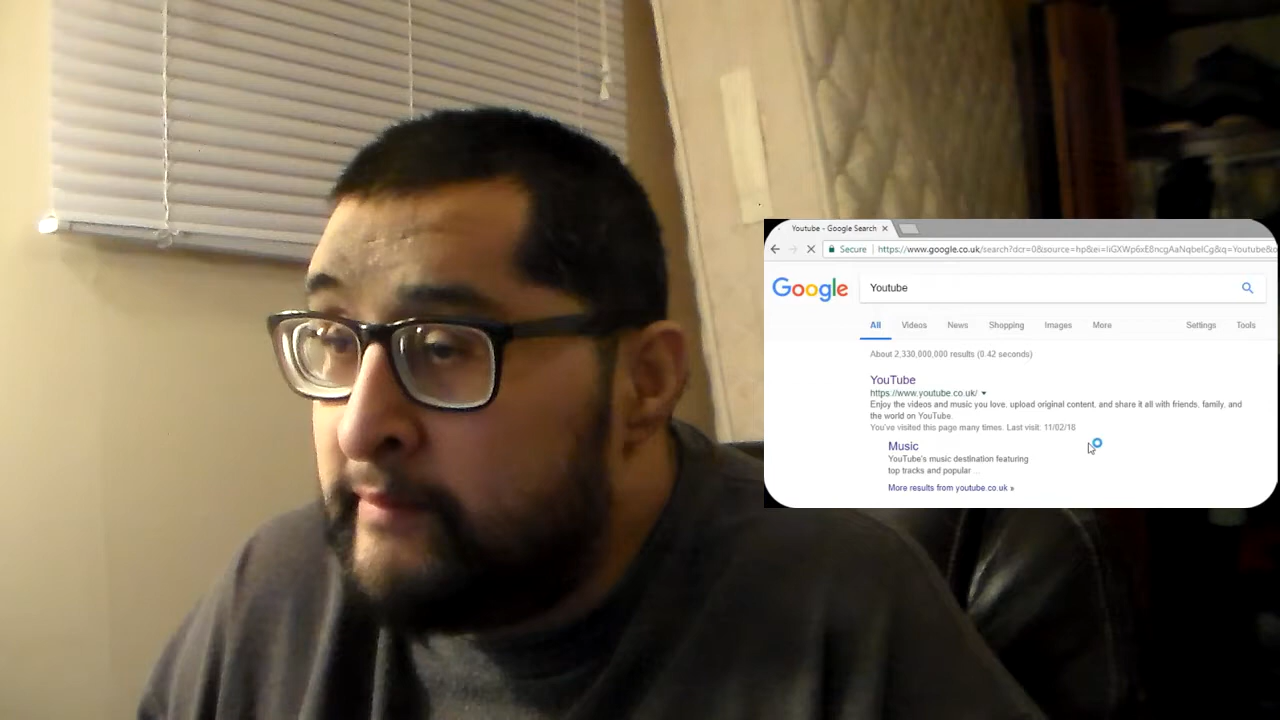 Youtube - Google Search
Secure https://www.google.co.uk/search?dcr=0&source=hp&ei=
Google Youtube
All Videos News Shopping Images More Settings Tools
About 2,330,000,000 results (0.42 seconds)
YouTube
https://www.youtube.co.uk/
Enjoy the videos and music you love, upload original content, and share it all with friends, family, and
the world on YouTube.
You've visited this page many times. Last visit: 11/02/18
Music
YouTube's music destination featuring
top tracks and popular ...
More results from youtube.co.uk »